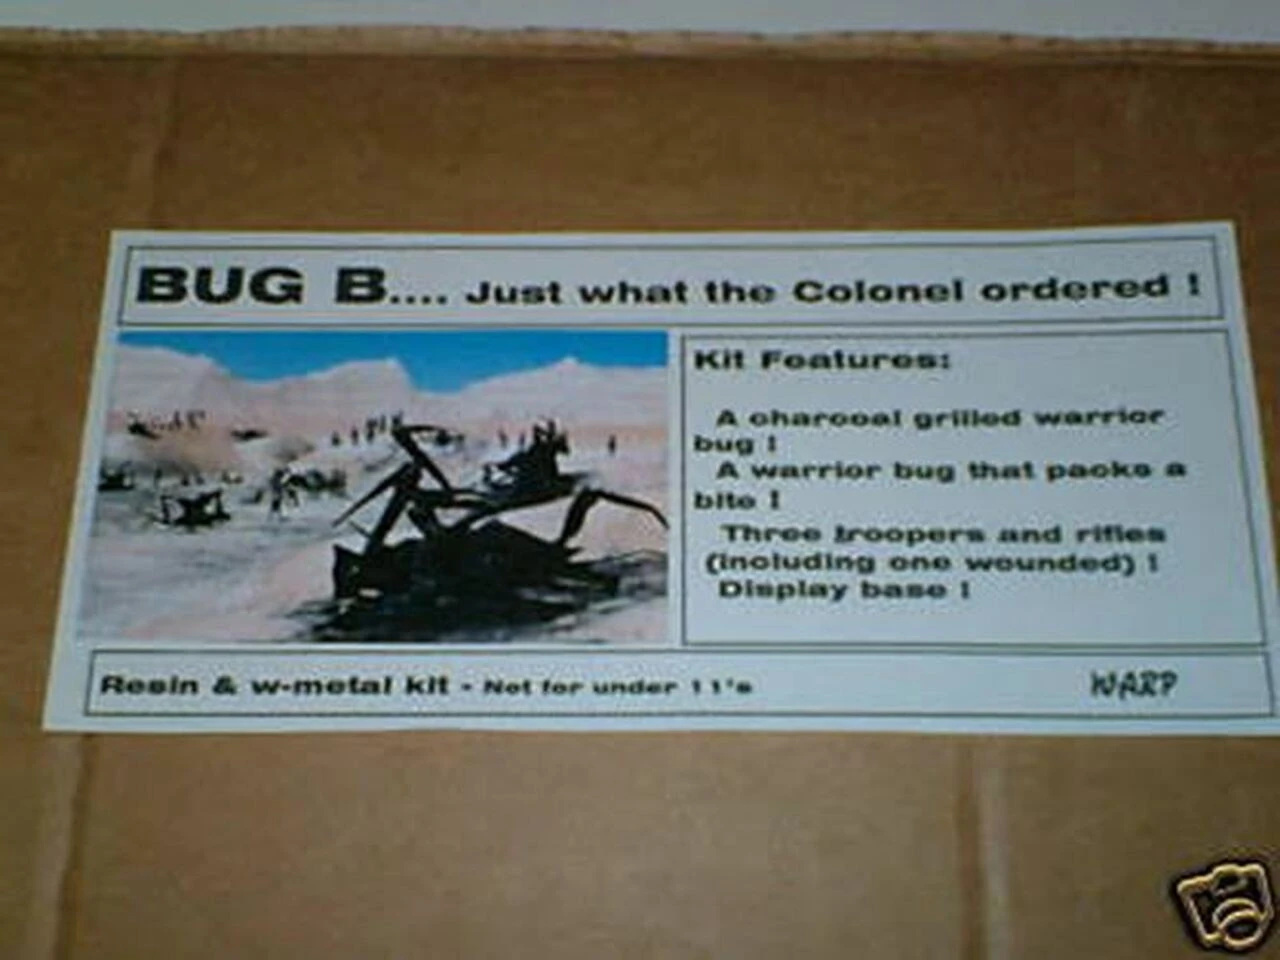 BUG B.... Just what the Colonel ordered !
Kit Features:
A charcoal grilled warrior
bug !
A warrior bug that packs a
bite !
Three troopers and rifles
(including one wounded) !
Display base !
Resin & w-metal kit - Not for under 11's
WARP